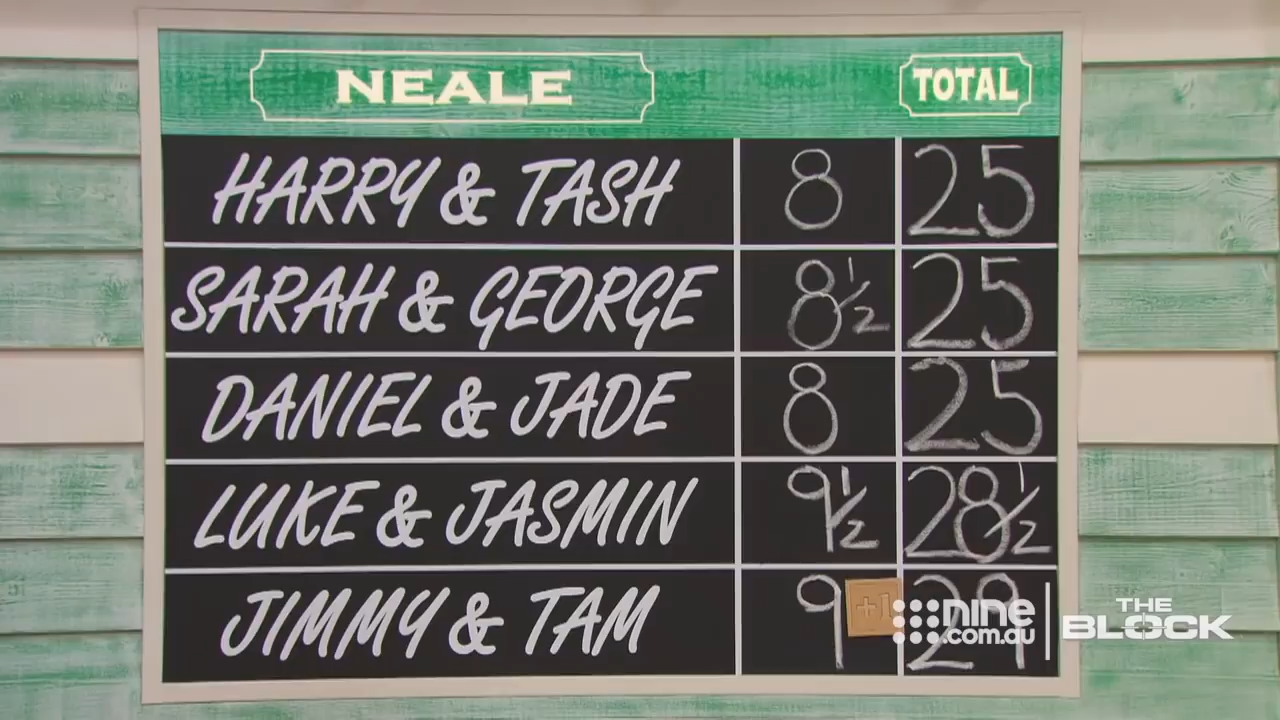 NEALE TOTAL
HARRY & TASH 8 25
SARAH & GEORGE 8½ 25
DANIEL & JADE 8 25
LUKE & JASMIN 9½ 28½
JIMMY & TAM 9 +1 29
nine.com.au THE BLOCK